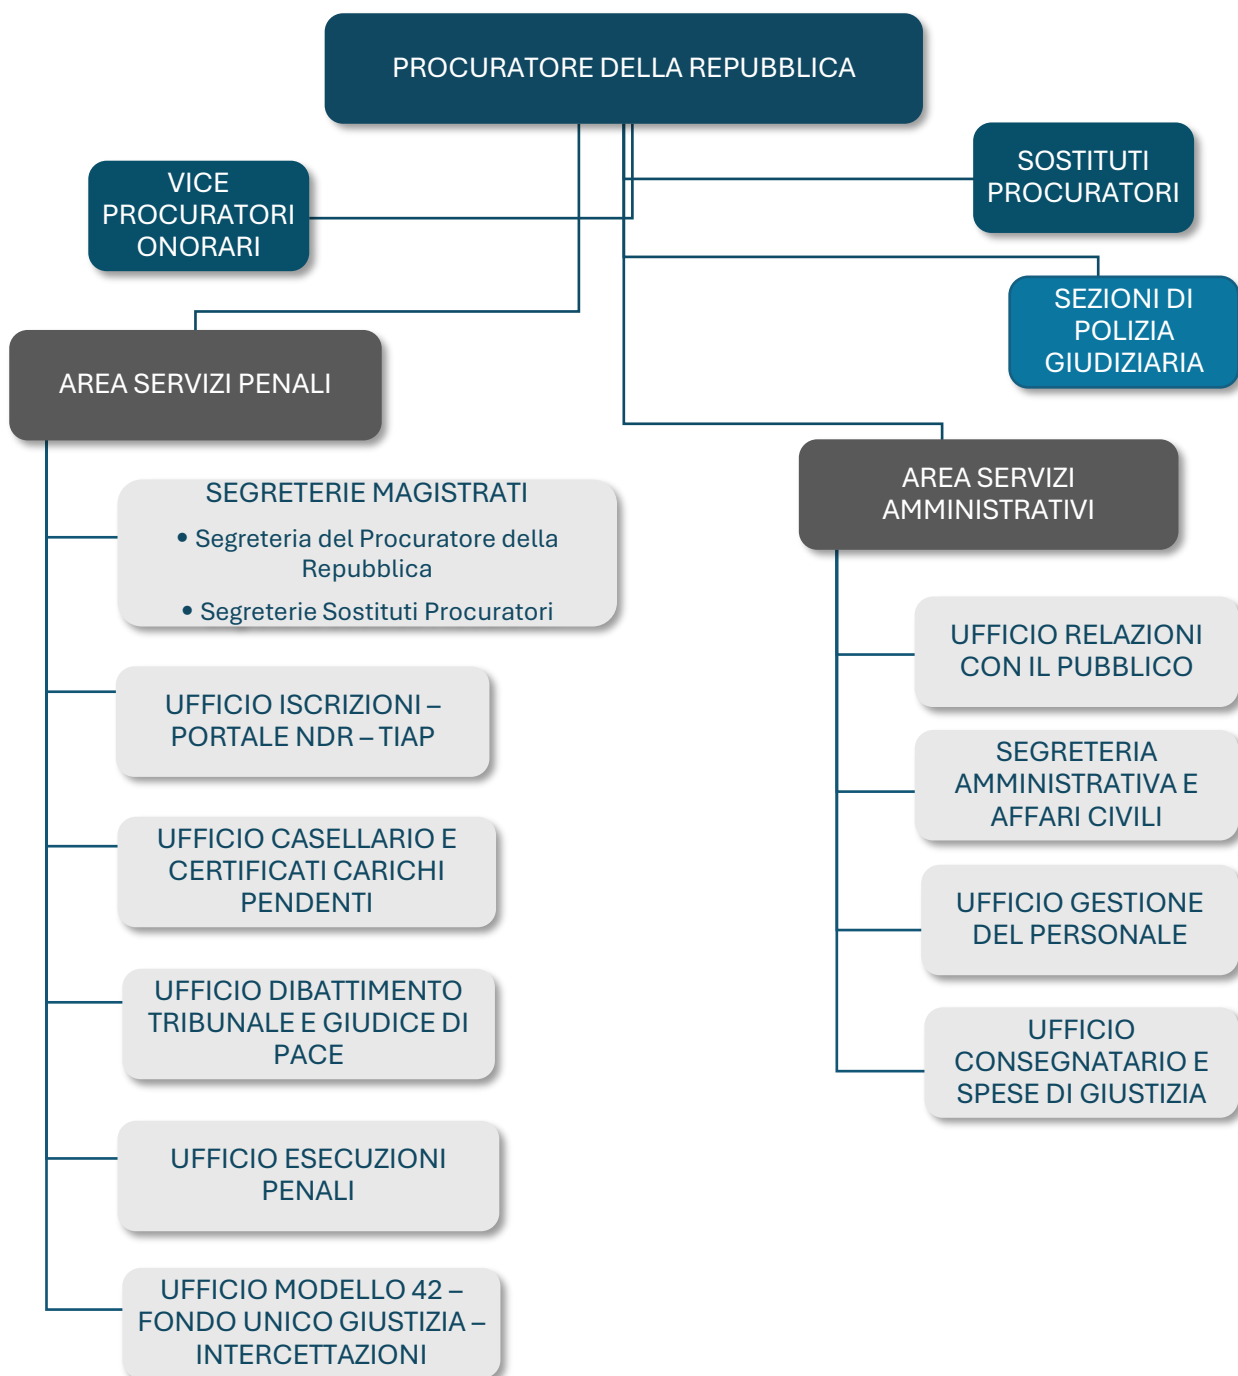 PROCURATORE DELLA REPUBBLICA
VICE
PROCURATORI
ONORARI
SOSTITUTI
PROCURATORI
SEZIONI DI
POLIZIA
GIUDIZIARIA
AREA SERVIZI PENALI
SEGRETERIE MAGISTRATI
• Segreteria del Procuratore della
Repubblica
• Segreterie Sostituti Procuratori
UFFICIO ISCRIZIONI –
PORTALE NDR – TIAP
UFFICIO CASELLARIO E
CERTIFICATI CARICHI
PENDENTI
UFFICIO DIBATTIMENTO
TRIBUNALE E GIUDICE DI
PACE
UFFICIO ESECUZIONI
PENALI
UFFICIO MODELLO 42 –
FONDO UNICO GIUSTIZIA –
INTERCETTAZIONI
AREA SERVIZI
AMMINISTRATIVI
UFFICIO RELAZIONI
CON IL PUBBLICO
SEGRETERIA
AMMINISTRATIVA E
AFFARI CIVILI
UFFICIO GESTIONE
DEL PERSONALE
UFFICIO
CONSEGNATARIO E
SPESE DI GIUSTIZIA